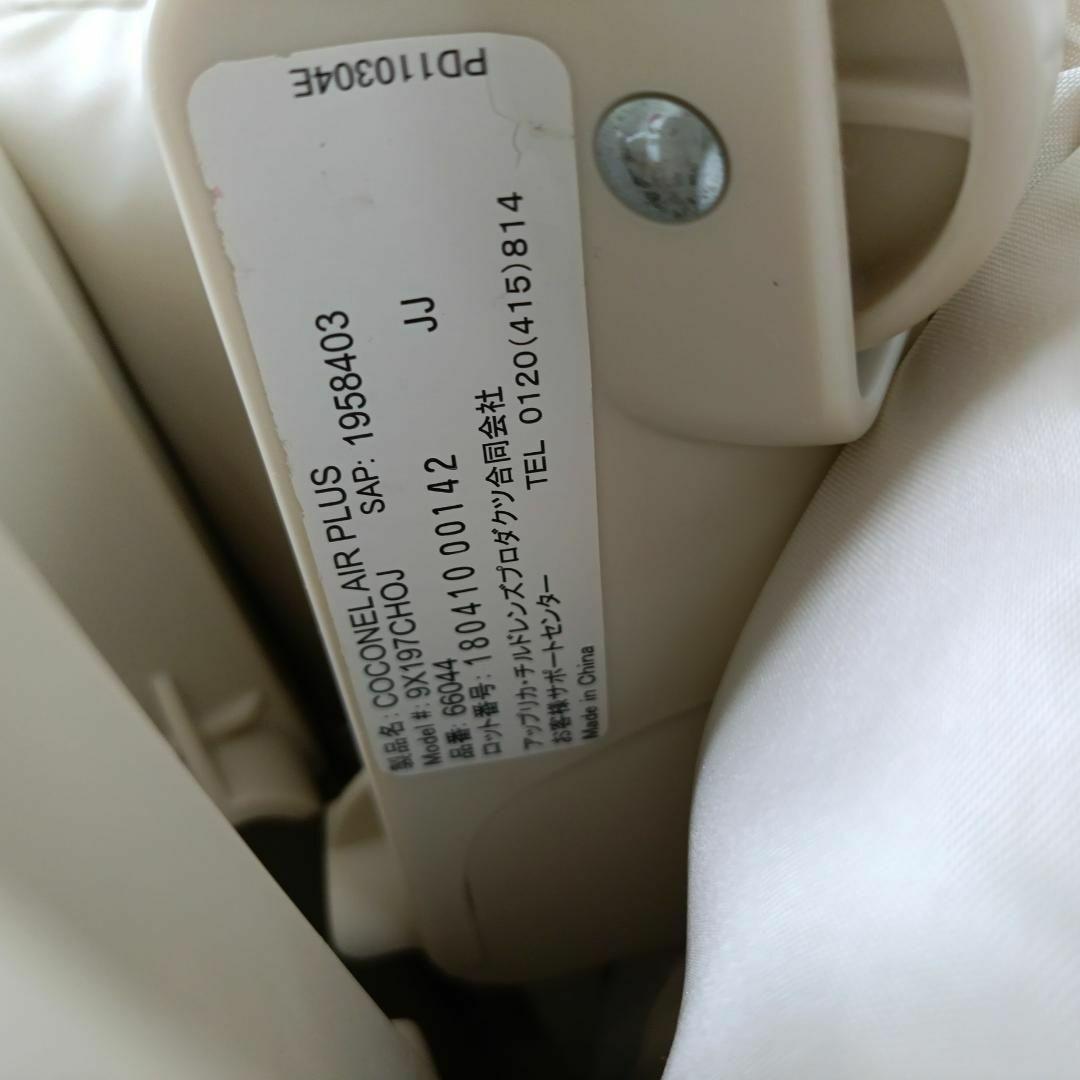 製品名: COCONEL AIR PLUS
SAP: 1958403
Model #: 9X197CHOJ
品番: 66044
JJ
ロット番号: 180410 00142
アップリカ・チルドレンズプロダクツ合同会社
お客様サポートセンター TEL 0120(415)814
Made in China
PD110304E